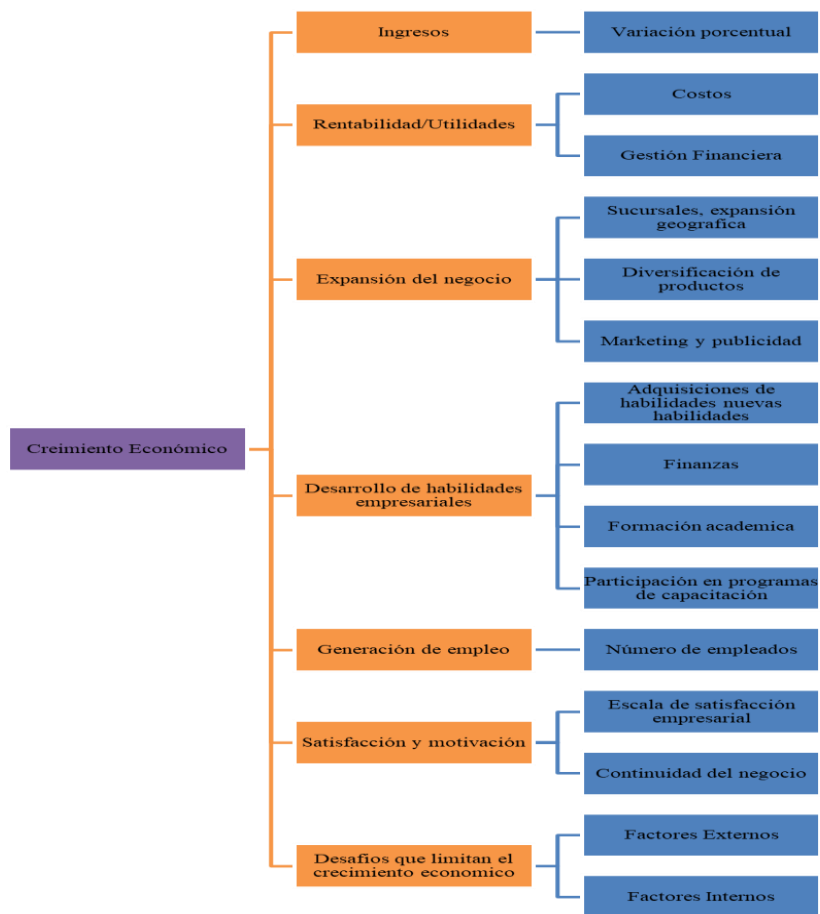 Creimiento Económico
Ingresos
Variación porcentual
Rentabilidad/Utilidades
Costos
Gestión Financiera
Expansión del negocio
Sucursales, expansión
geografica
Diversificación de
productos
Marketing y publicidad
Desarrollo de habilidades
empresariales
Adquisiciones de
habilidades nuevas
habilidades
Finanzas
Formación academica
Participación en programas
de capacitación
Generación de empleo
Número de empleados
Satisfacción y motivación
Escala de satisfacción
empresarial
Continuidad del negocio
Desafíos que limitan el
crecimiento economico
Factores Externos
Factores Internos